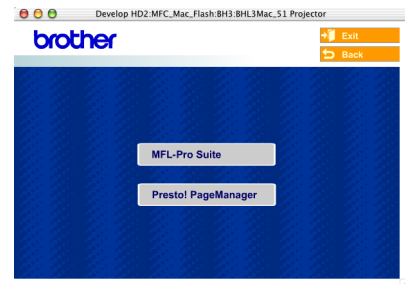 Develop HD2:MFC_Mac_Flash:BH3:BHL3Mac_51 Projector
brother
Exit
Back
MFL-Pro Suite
Presto! PageManager